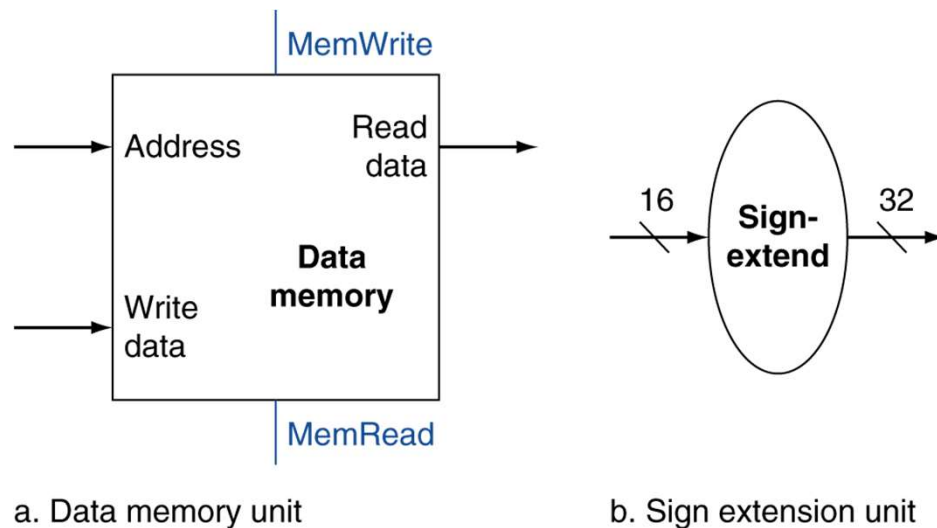 MemWrite
Address
Read
data
Data
memory
Write
data
MemRead
a. Data memory unit
16
Sign-
extend
32
b. Sign extension unit